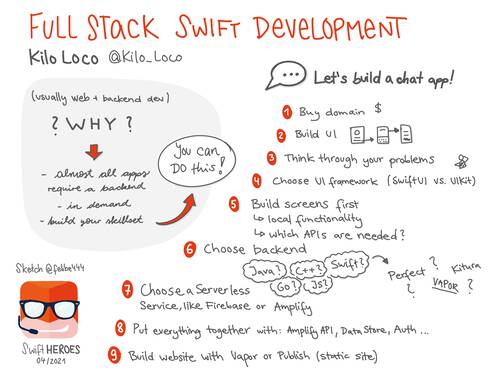 FULL STACK SWIFT DEVELOPMENT
Kilo Loco @Kilo_Loco
(usually web + backend dev)
? WHY ?
- almost all apps
require a backend
- in demand
- build your skillset
You can
DO this!
Let's build a chat app!
1 Buy domain $
2 Build UI
3 Think through your problems
4 Choose UI framework (SwiftUI vs. UIKit)
5 Build screens first
↳ local functionality
↳ which APIs are needed?
6 Choose backend
Java? C++? Swift?
Go? JS?
Perfect ? Kitura
? VAPOR ?
7 Choose a Serverless
Service, like Firebase or Amplify
8 Put everything together with: Amplify API, Data Store, Auth ...
9 Build website with Vapor or Publish (static site)
Swift HEROES
04/2021